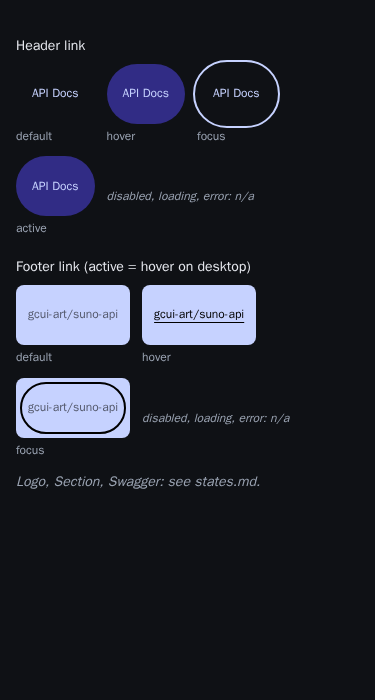 Header link
API Docs API Docs API Docs
default hover focus
API Docs
disabled, loading, error: n/a
active
Footer link (active = hover on desktop)
gcui-art/suno-api gcui-art/suno-api
default hover
gcui-art/suno-api
disabled, loading, error: n/a
focus
Logo, Section, Swagger: see states.md.